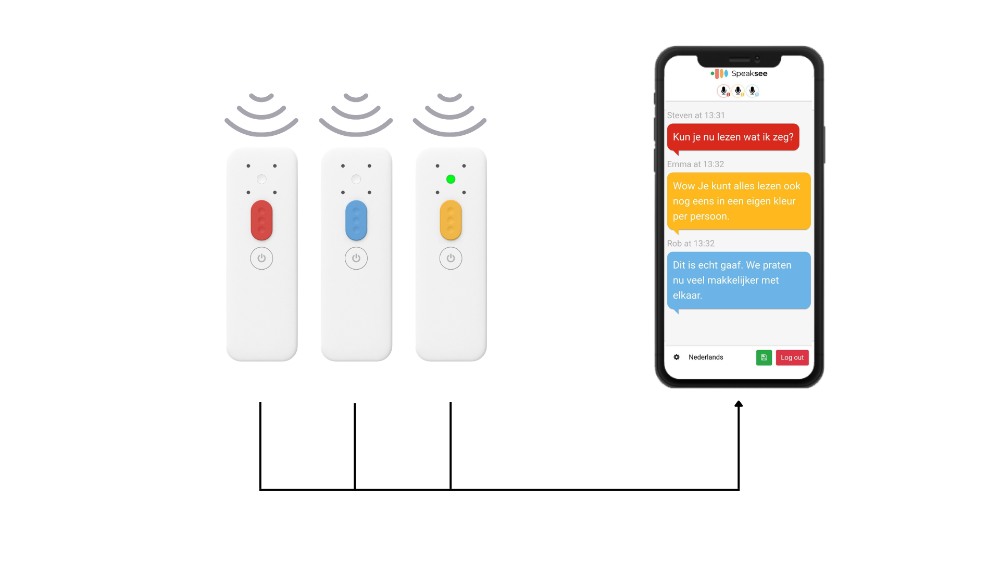 Speaksee
Steven at 13:31
Kun je nu lezen wat ik zeg?
Emma at 13:32
Wow Je kunt alles lezen ook
nog eens in een eigen kleur
per persoon.
Rob at 13:32
Dit is echt gaaf. We praten
nu veel makkelijker met
elkaar.
Nederlands
Log out